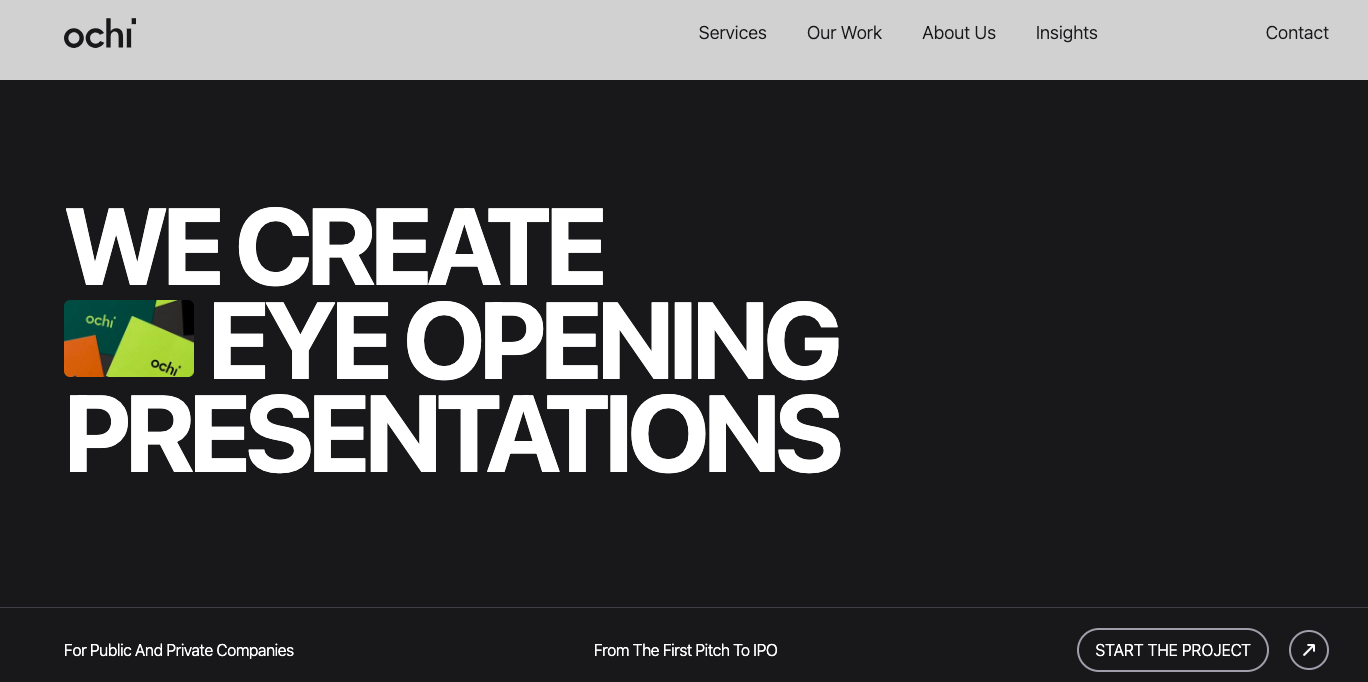 ochi
Services Our Work About Us Insights Contact
WE CREATE
ochi
ochi
EYE OPENING
PRESENTATIONS
For Public And Private Companies From The First Pitch To IPO START THE PROJECT